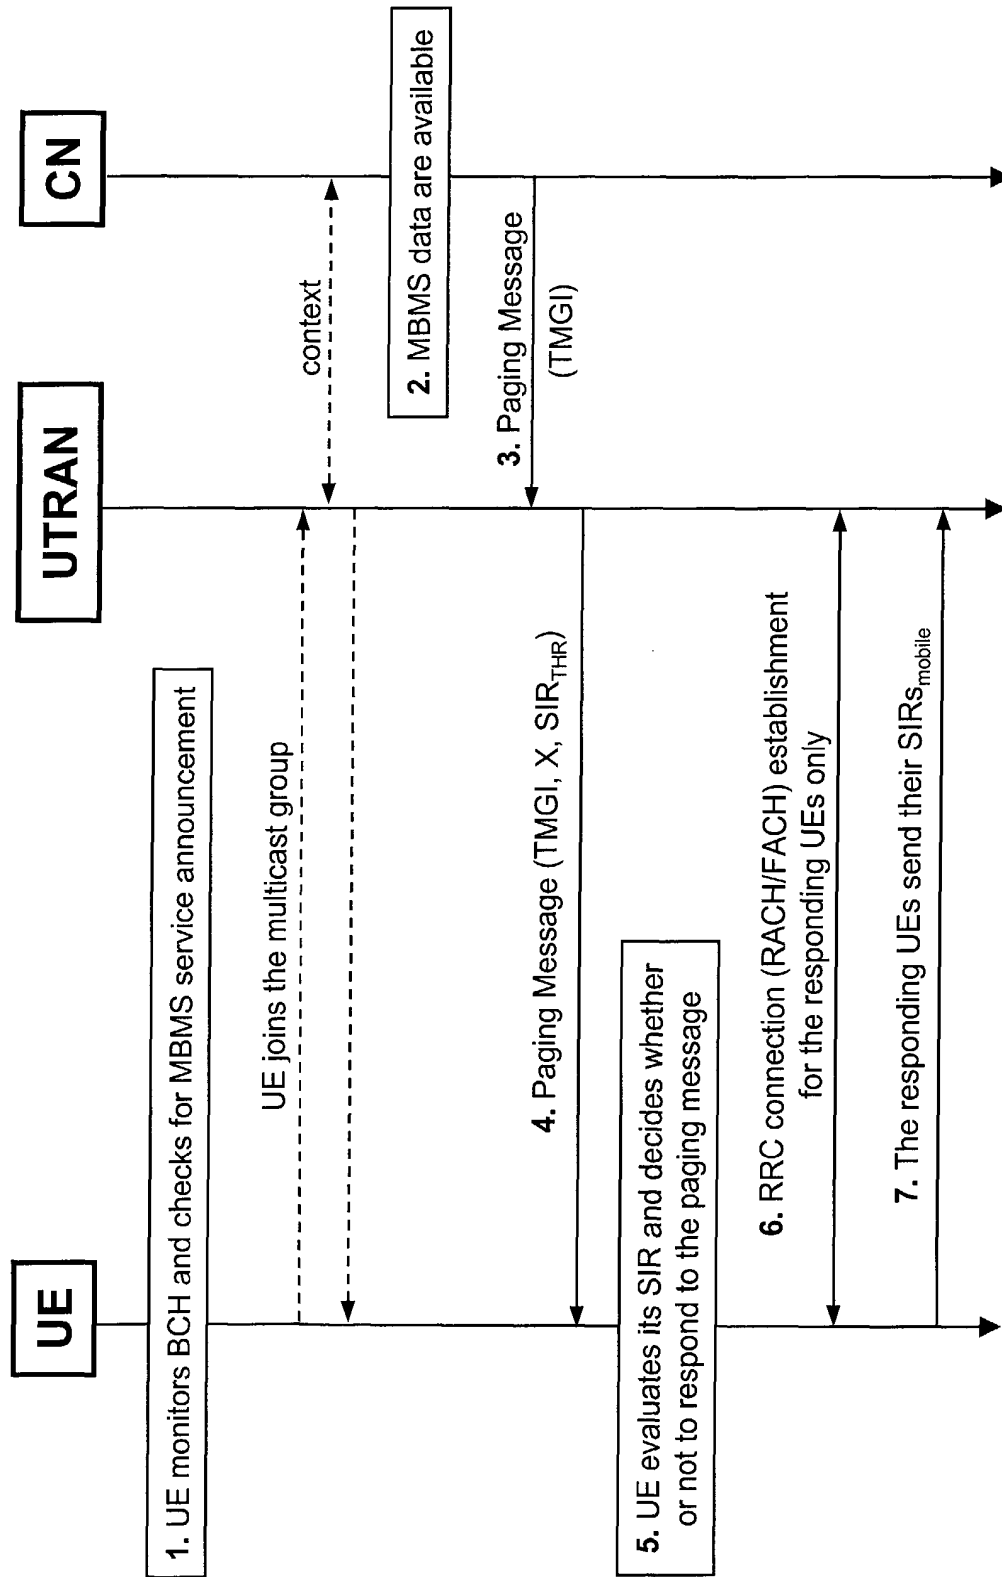 UE
UTRAN
CN
1. UE monitors BCH and checks for MBMS service announcement
UE joins the multicast group
context
2. MBMS data are available
3. Paging Message
(TMGI)
4. Paging Message (TMGI, X, SIR_THR)
5. UE evaluates its SIR and decides whether
or not to respond to the paging message
6. RRC connection (RACH/FACH) establishment
for the responding UEs only
7. The responding UEs send their SIRs_mobile